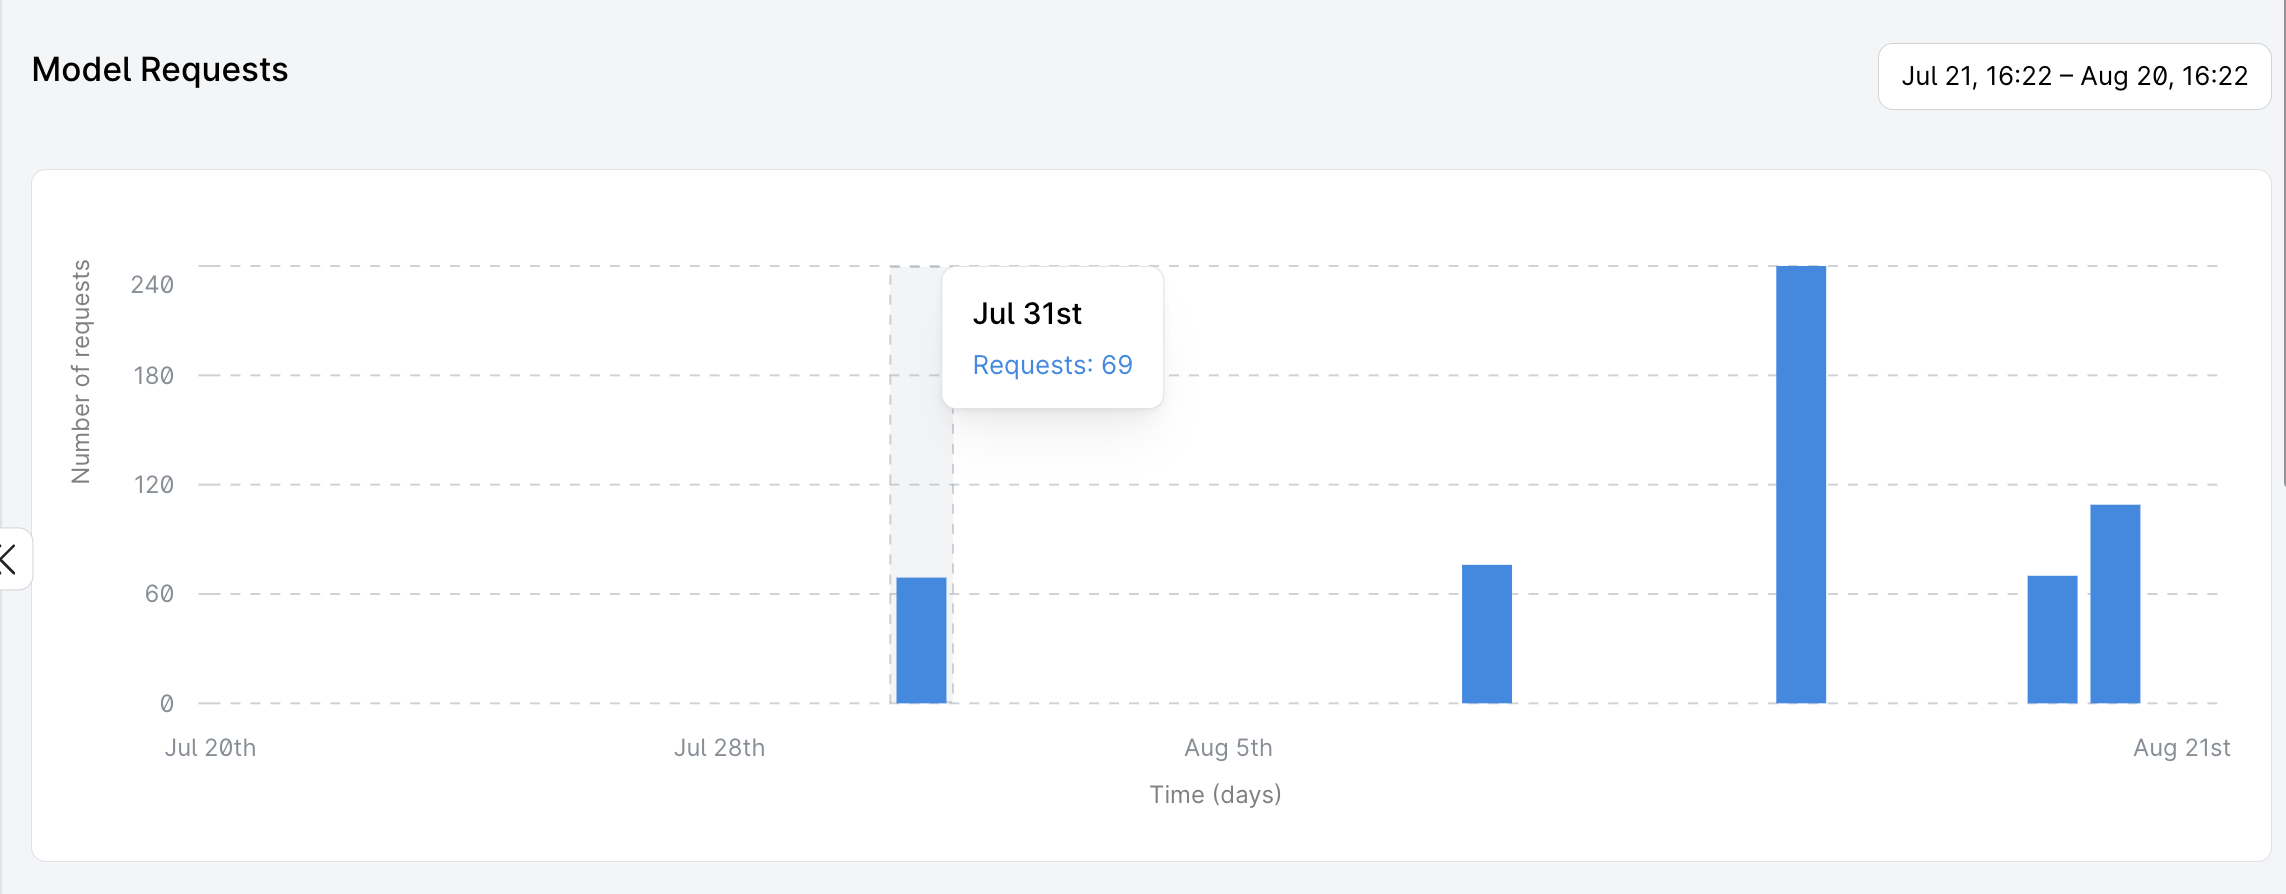 Model Requests
Jul 21, 16:22 – Aug 20, 16:22
Number of requests
240
180
120
60
0
Jul 31st
Requests: 69
Jul 20th
Jul 28th
Aug 5th
Aug 21st
Time (days)